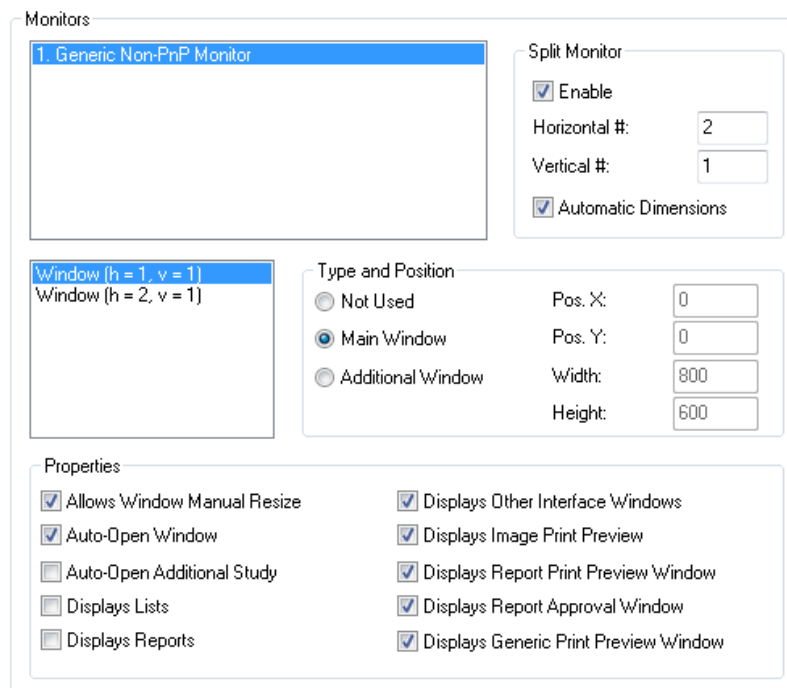 Monitors
1. Generic Non-PnP Monitor
Split Monitor
Enable
Horizontal #: 2
Vertical #: 1
Automatic Dimensions
Window (h = 1, v = 1)
Window (h = 2, v = 1)
Type and Position
Not Used
Main Window
Additional Window
Pos. X: 0
Pos. Y: 0
Width: 800
Height: 600
Properties
Allows Window Manual Resize
Auto-Open Window
Auto-Open Additional Study
Displays Lists
Displays Reports
Displays Other Interface Windows
Displays Image Print Preview
Displays Report Print Preview Window
Displays Report Approval Window
Displays Generic Print Preview Window